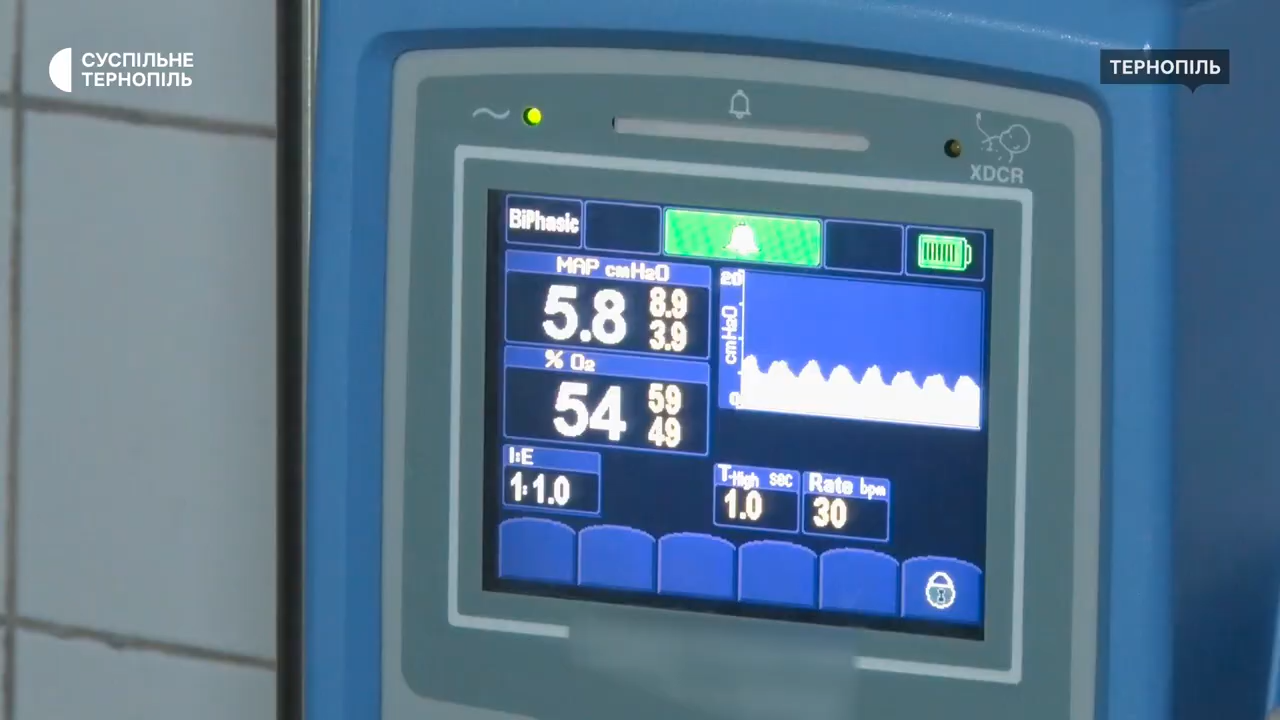 СУСПІЛЬНЕ
ТЕРНОПІЛЬ
ТЕРНОПІЛЬ
XDCR
BiPhasic
MAP cmH2O
5.8
8.9
3.9
20
cmH2O
0
% O2
54
59
49
I:E
1:1.0
T-High sec
1.0
Rate bpm
30